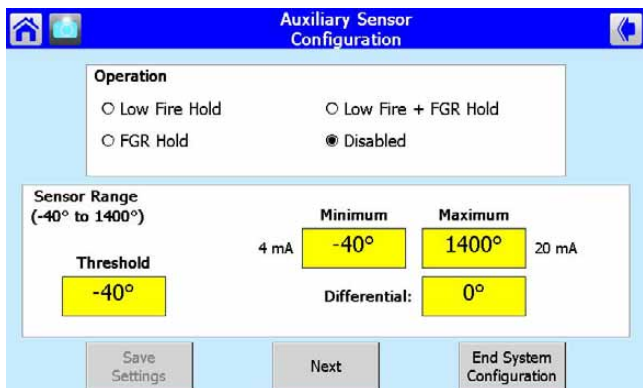 Auxiliary Sensor
Configuration
Operation
Low Fire Hold
Low Fire + FGR Hold
FGR Hold
Disabled
Sensor Range
(-40° to 1400°)
Minimum
Maximum
4 mA
-40°
1400°
20 mA
Threshold
-40°
Differential:
0°
Save
Settings
Next
End System
Configuration